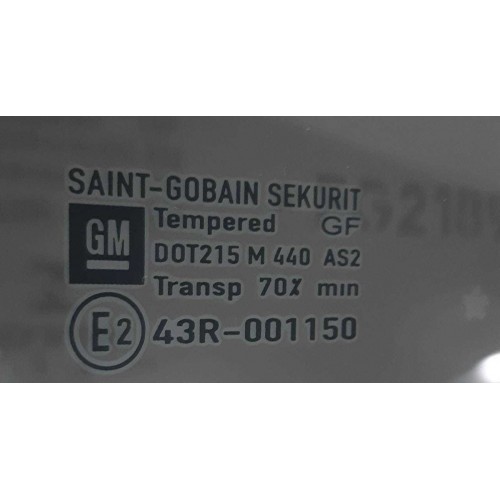 SAINT-GOBAIN SEKURIT
GM
Tempered GF
DOT215 M 440 AS2
Transp 70% min
E2 43R-001150